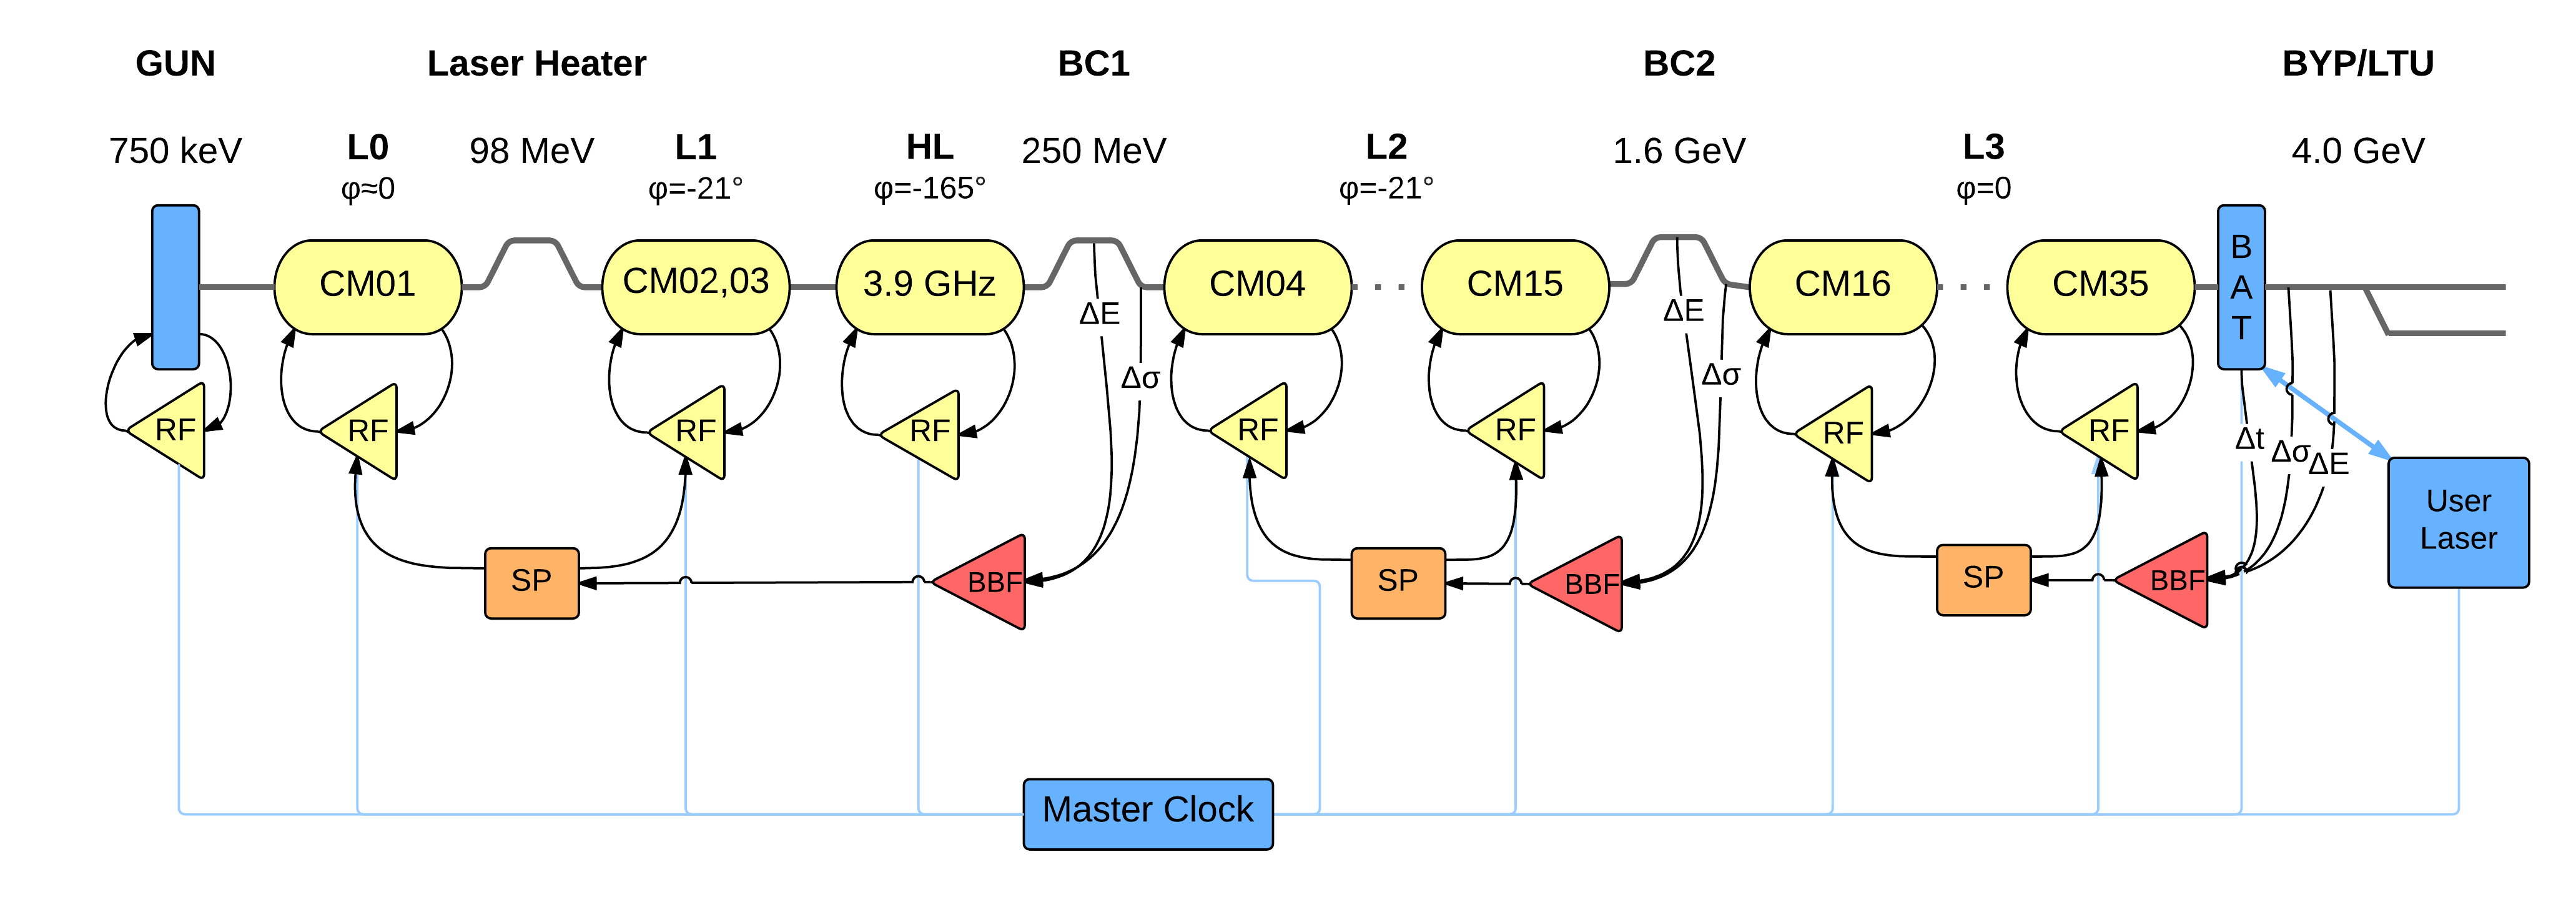 GUN
Laser Heater
BC1
BC2
BYP/LTU
750 keV
L0
φ≈0
98 MeV
L1
φ=-21°
HL
φ=-165°
250 MeV
L2
φ=-21°
1.6 GeV
L3
φ=0
4.0 GeV
CM01
CM02,03
3.9 GHz
CM04
CM15
CM16
CM35
B
A
T
ΔE
Δσ
ΔE
Δσ
RF
RF
RF
RF
RF
RF
RF
RF
Δt
Δσ
ΔE
User
Laser
SP
BBF
SP
BBF
SP
BBF
Master Clock